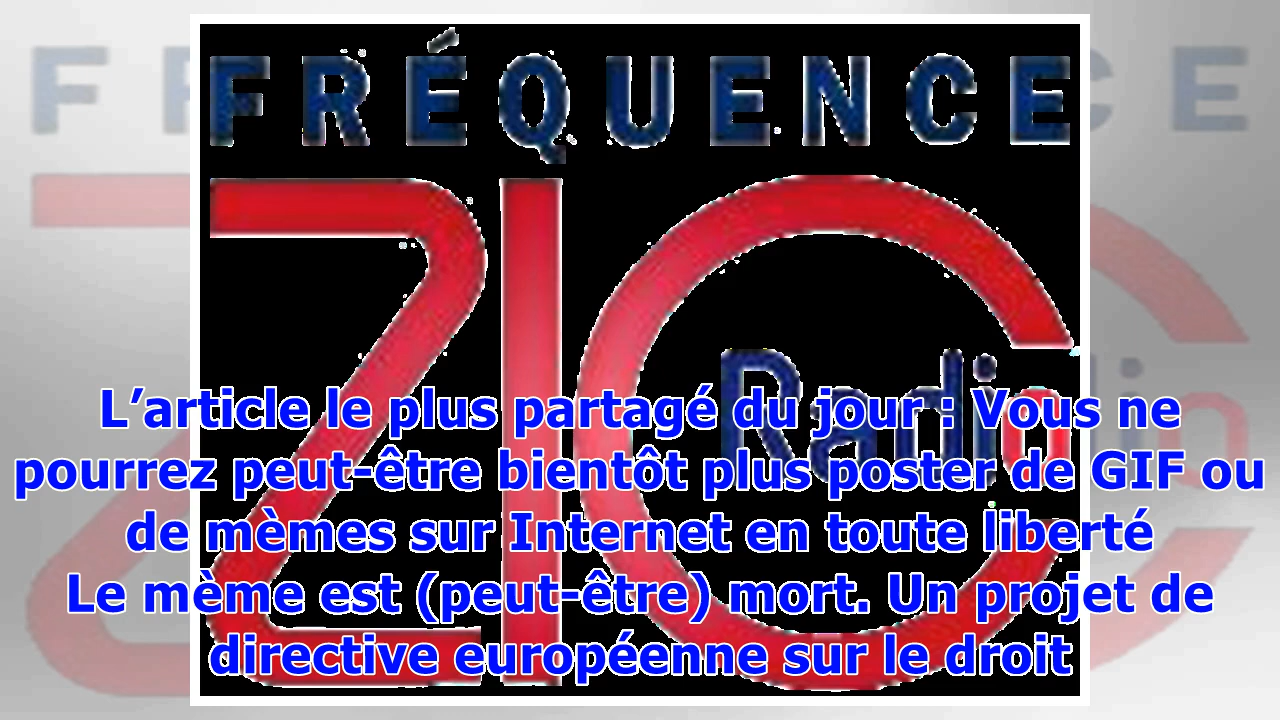 FRÉQUENCE
ZIC
Radio
L’article le plus partagé du jour : Vous ne
pourrez peut-être bientôt plus poster de GIF ou
de mèmes sur Internet en toute liberté
Le mème est (peut-être) mort. Un projet de
directive européenne sur le droit